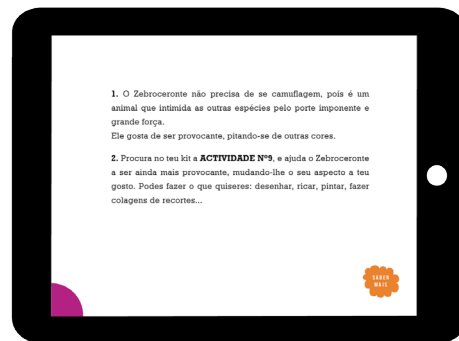 1. O Zebroceronte não precisa de se camuflagem, pois é um
animal que intimida as outras espécies pelo porte imponente e
grande força.
Ele gosta de ser provocante, pitando-se de outras cores.
2. Procura no teu kit a ACTIVIDADE Nº9, e ajuda o Zebroceronte
a ser ainda mais provocante, mudando-lhe o seu aspecto a teu
gosto. Podes fazer o que quiseres: desenhar, ricar, pintar, fazer
colagens de recortes...
SABER
MAIS